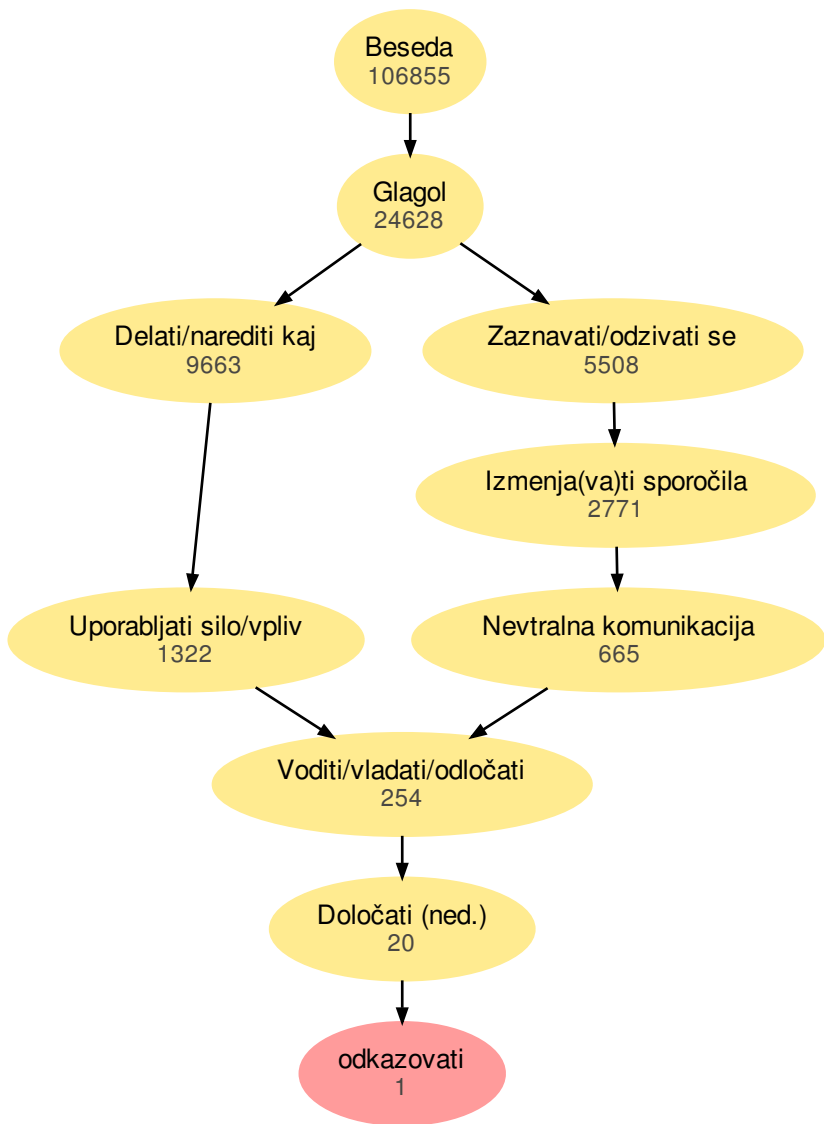 Beseda
106855
Glagol
24628
Delati/narediti kaj
9663
Zaznavati/odzivati se
5508
Izmenja(va)ti sporočila
2771
Uporabljati silo/vpliv
1322
Nevtralna komunikacija
665
Voditi/vladati/odločati
254
Določati (ned.)
20
odkazovati
1